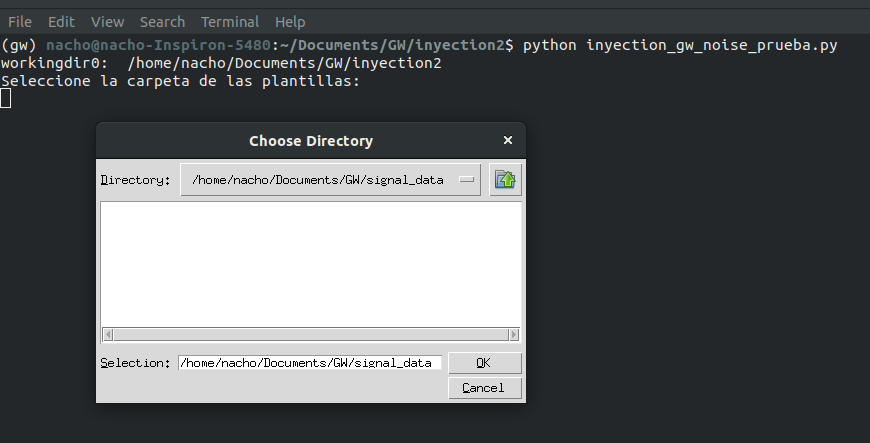 File Edit View Search Terminal Help
(gw) nacho@nacho-Inspiron-5480:~/Documents/GW/inyection2$ python inyection_gw_noise_prueba.py
workingdir0:  /home/nacho/Documents/GW/inyection2
Seleccione la carpeta de las plantillas:
Choose Directory ×
Directory: /home/nacho/Documents/GW/signal_data
Selection: /home/nacho/Documents/GW/signal_data OK
Cancel